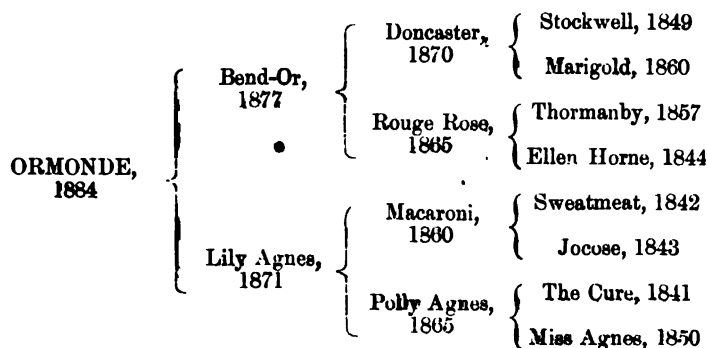 Stockwell, 1849
Doncaster,
1870
Marigold, 1860
Bend-Or,
1877
Thormanby, 1857
Rouge Rose,
1865
Ellen Horne, 1844
ORMONDE,
1884
Sweatmeat, 1842
Macaroni,
1860
Jocose, 1843
Lily Agnes,
1871
The Cure, 1841
Polly Agnes,
1865
Miss Agnes, 1850